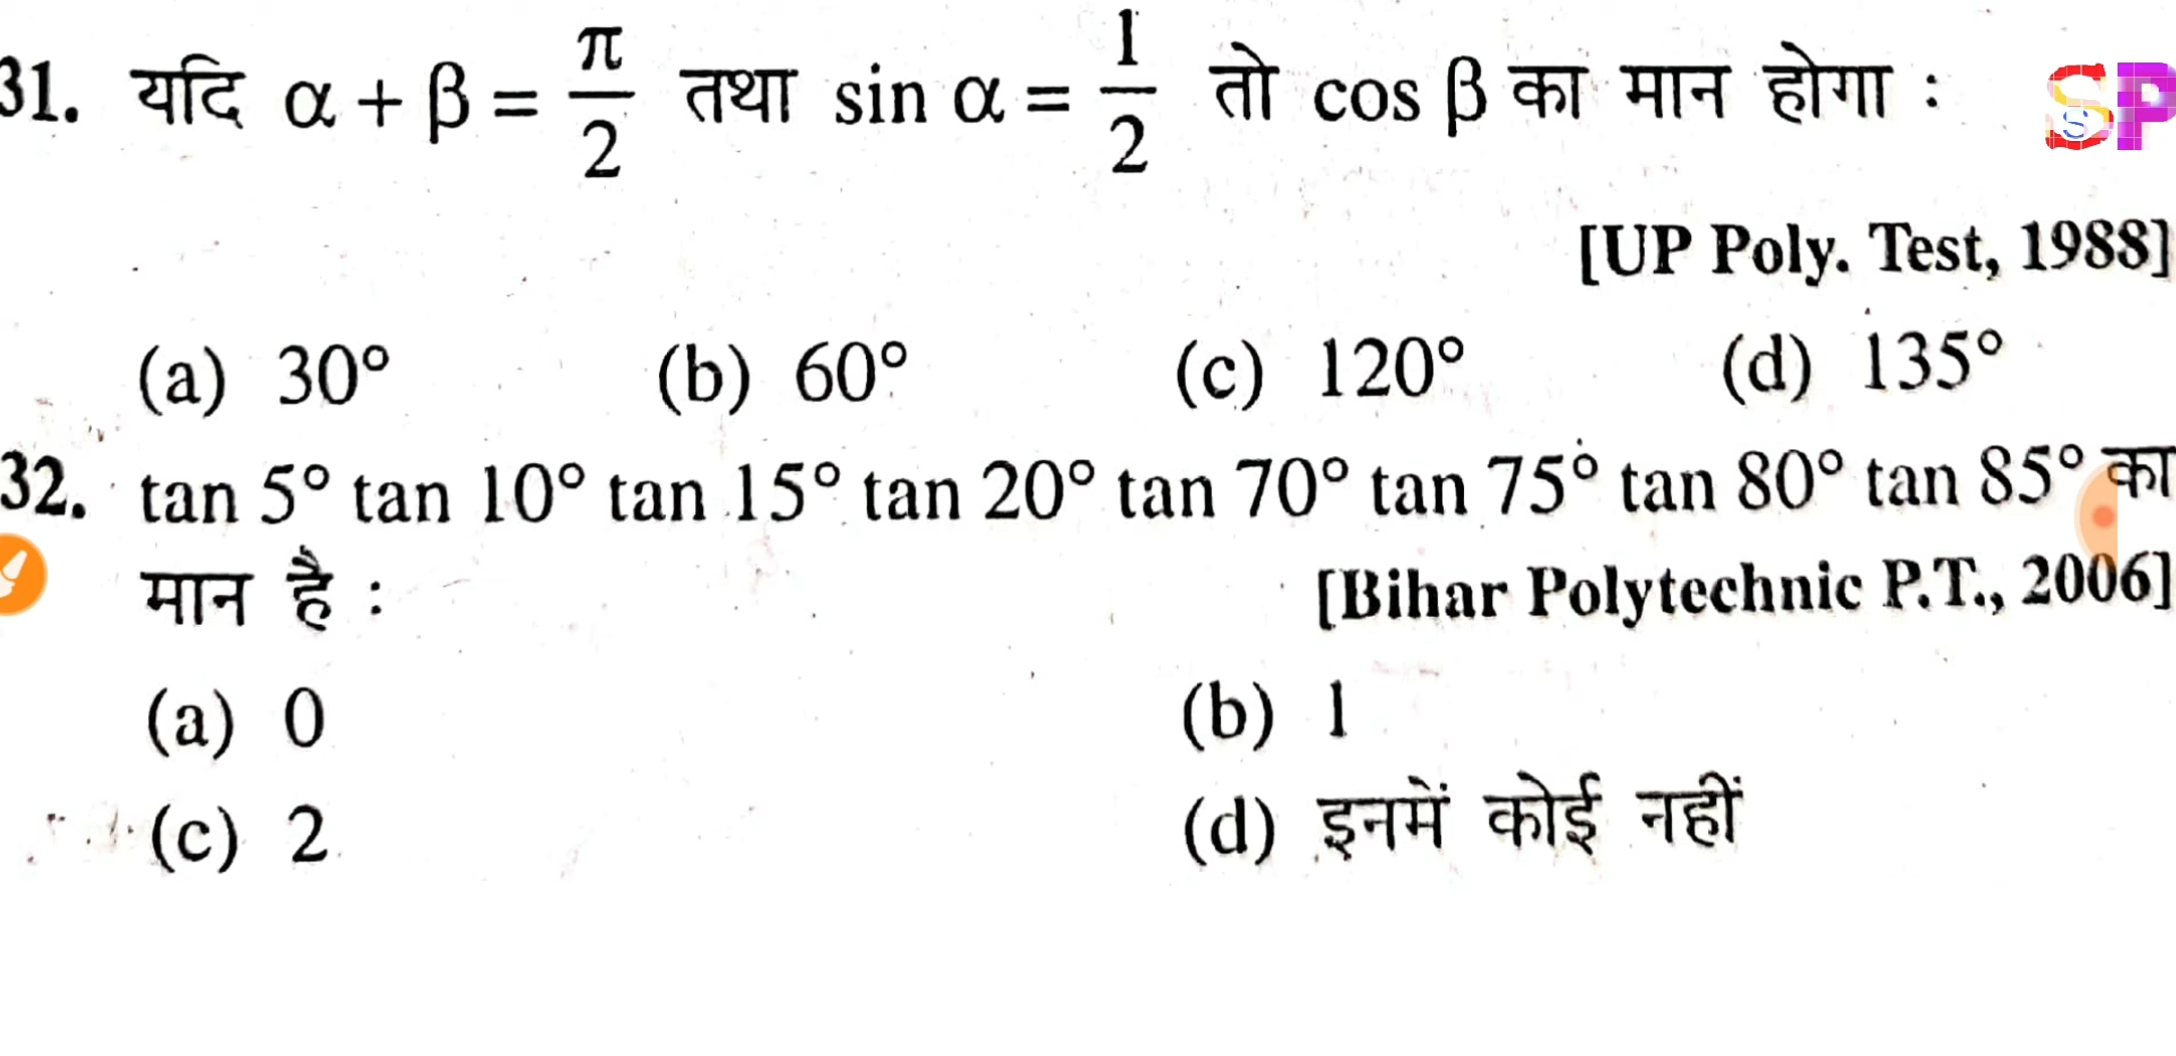 31. यदि α + β = π/2 तथा sin α = 1/2 तो cos β का मान होगा : SP
S
[UP Poly. Test, 1988]
(a) 30° (b) 60° (c) 120° (d) 135°
32. tan 5° tan 10° tan 15° tan 20° tan 70° tan 75° tan 80° tan 85° का
मान है : [Bihar Polytechnic P.T., 2006]
(a) 0 (b) 1
(c) 2 (d) इनमें कोई नहीं